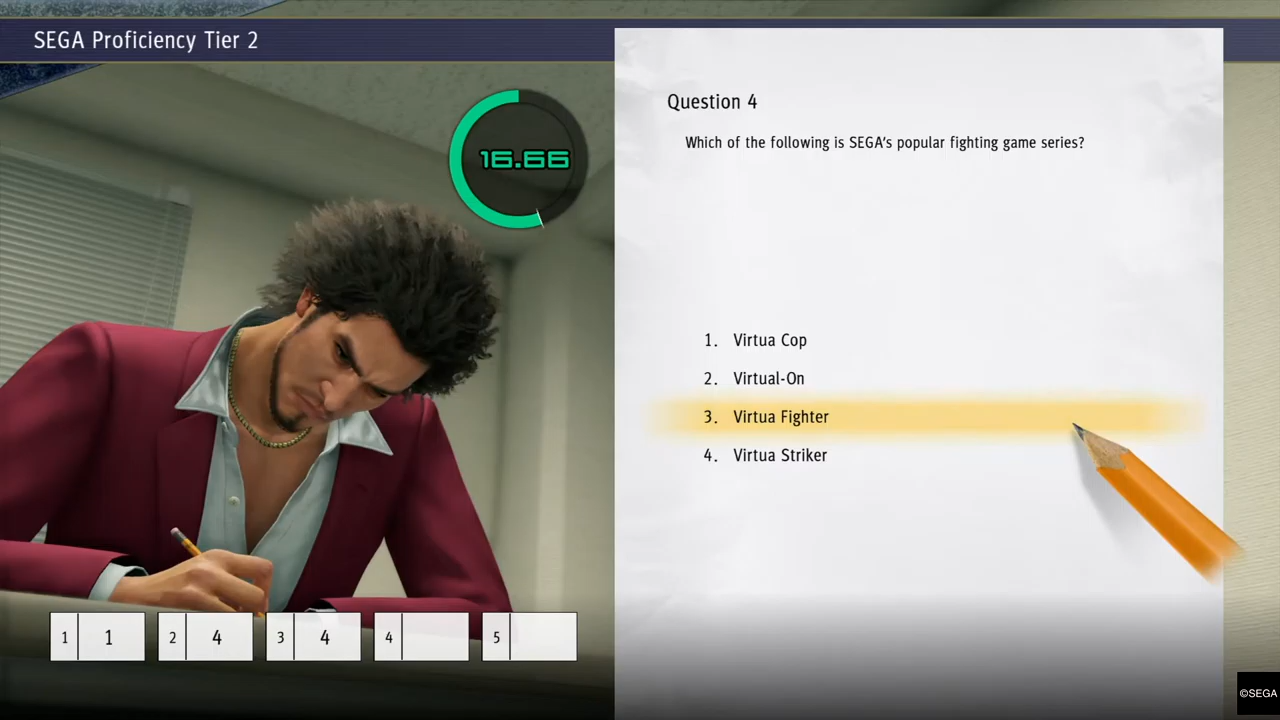 SEGA Proficiency Tier 2
16.66
Question 4
Which of the following is SEGA's popular fighting game series?
1. Virtua Cop
2. Virtual-On
3. Virtua Fighter
4. Virtua Striker
1 1 2 4 3 4 4 5
©SEGA